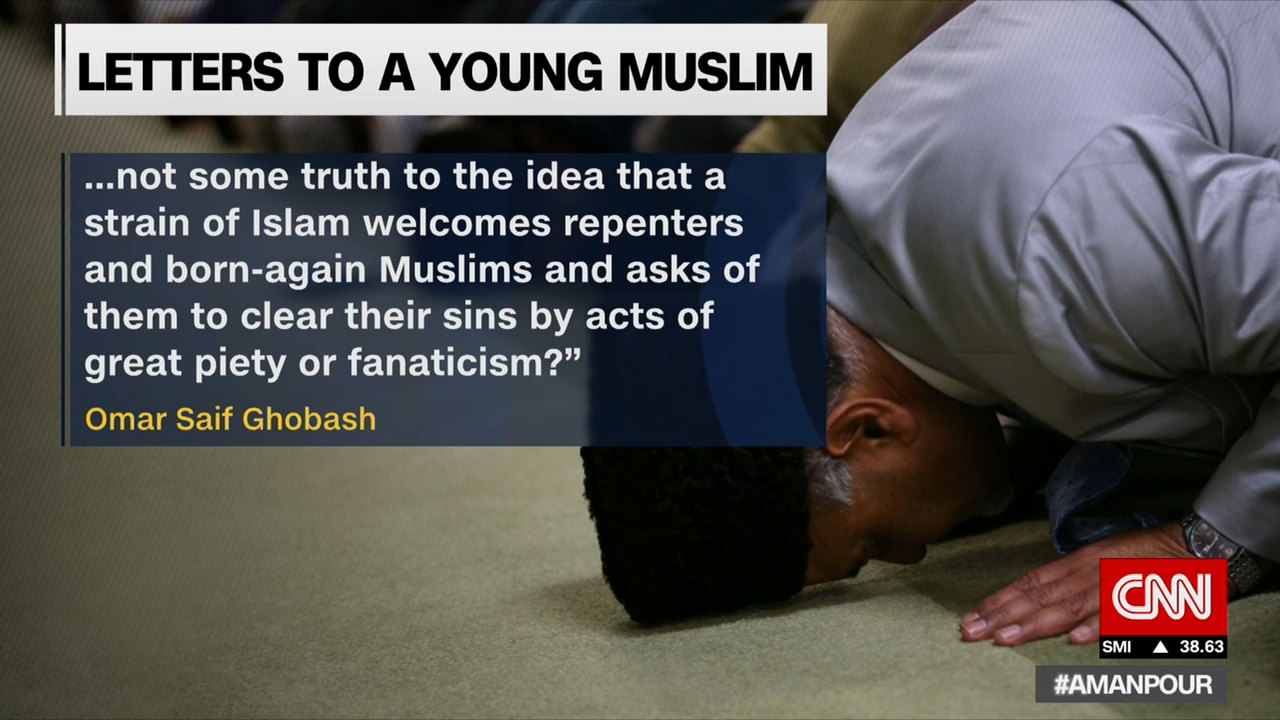 LETTERS TO A YOUNG MUSLIM
...not some truth to the idea that a
strain of Islam welcomes repenters
and born-again Muslims and asks of
them to clear their sins by acts of
great piety or fanaticism?”
Omar Saif Ghobash
CNN
SMI ▲ 38.63
#AMANPOUR